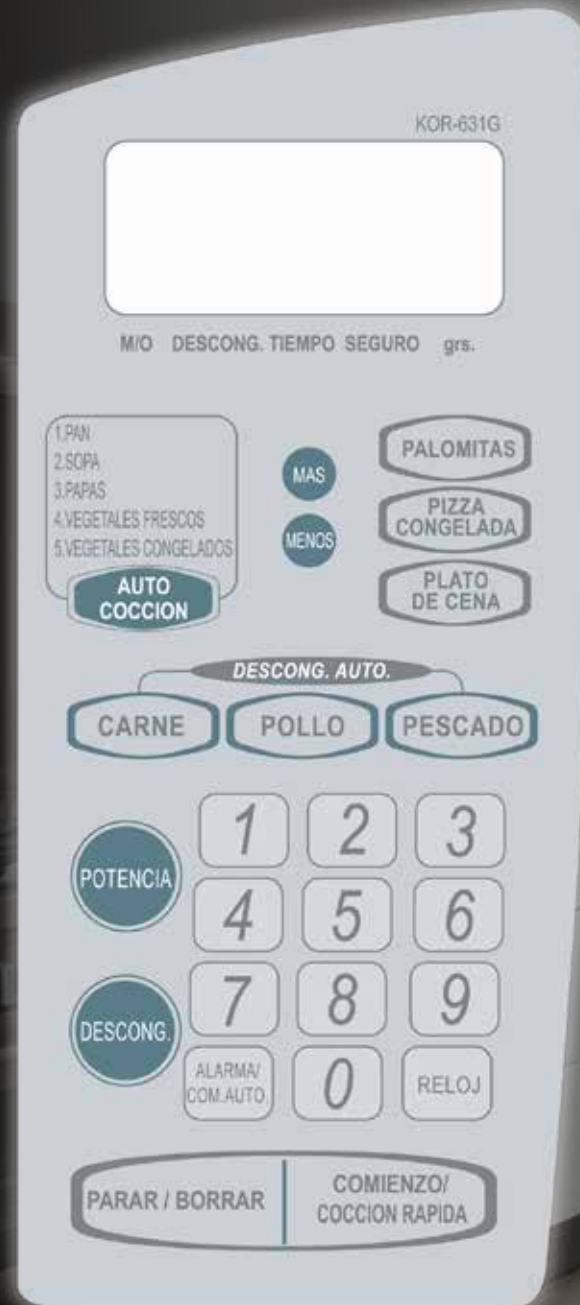 KOR-631G
M/O DESCONG. TIEMPO SEGURO grs.
1.PAN
2.SOPA
3.PAPAS
4.VEGETALES FRESCOS
5.VEGETALES CONGELADOS
AUTO
COCCION
MAS
MENOS
PALOMITAS
PIZZA
CONGELADA
PLATO
DE CENA
DESCONG. AUTO.
CARNE POLLO PESCADO
POTENCIA
DESCONG.
1 2 3
4 5 6
7 8 9
ALARMA/
COM.AUTO.
0
RELOJ
PARAR / BORRAR
COMIENZO/
COCCION RAPIDA